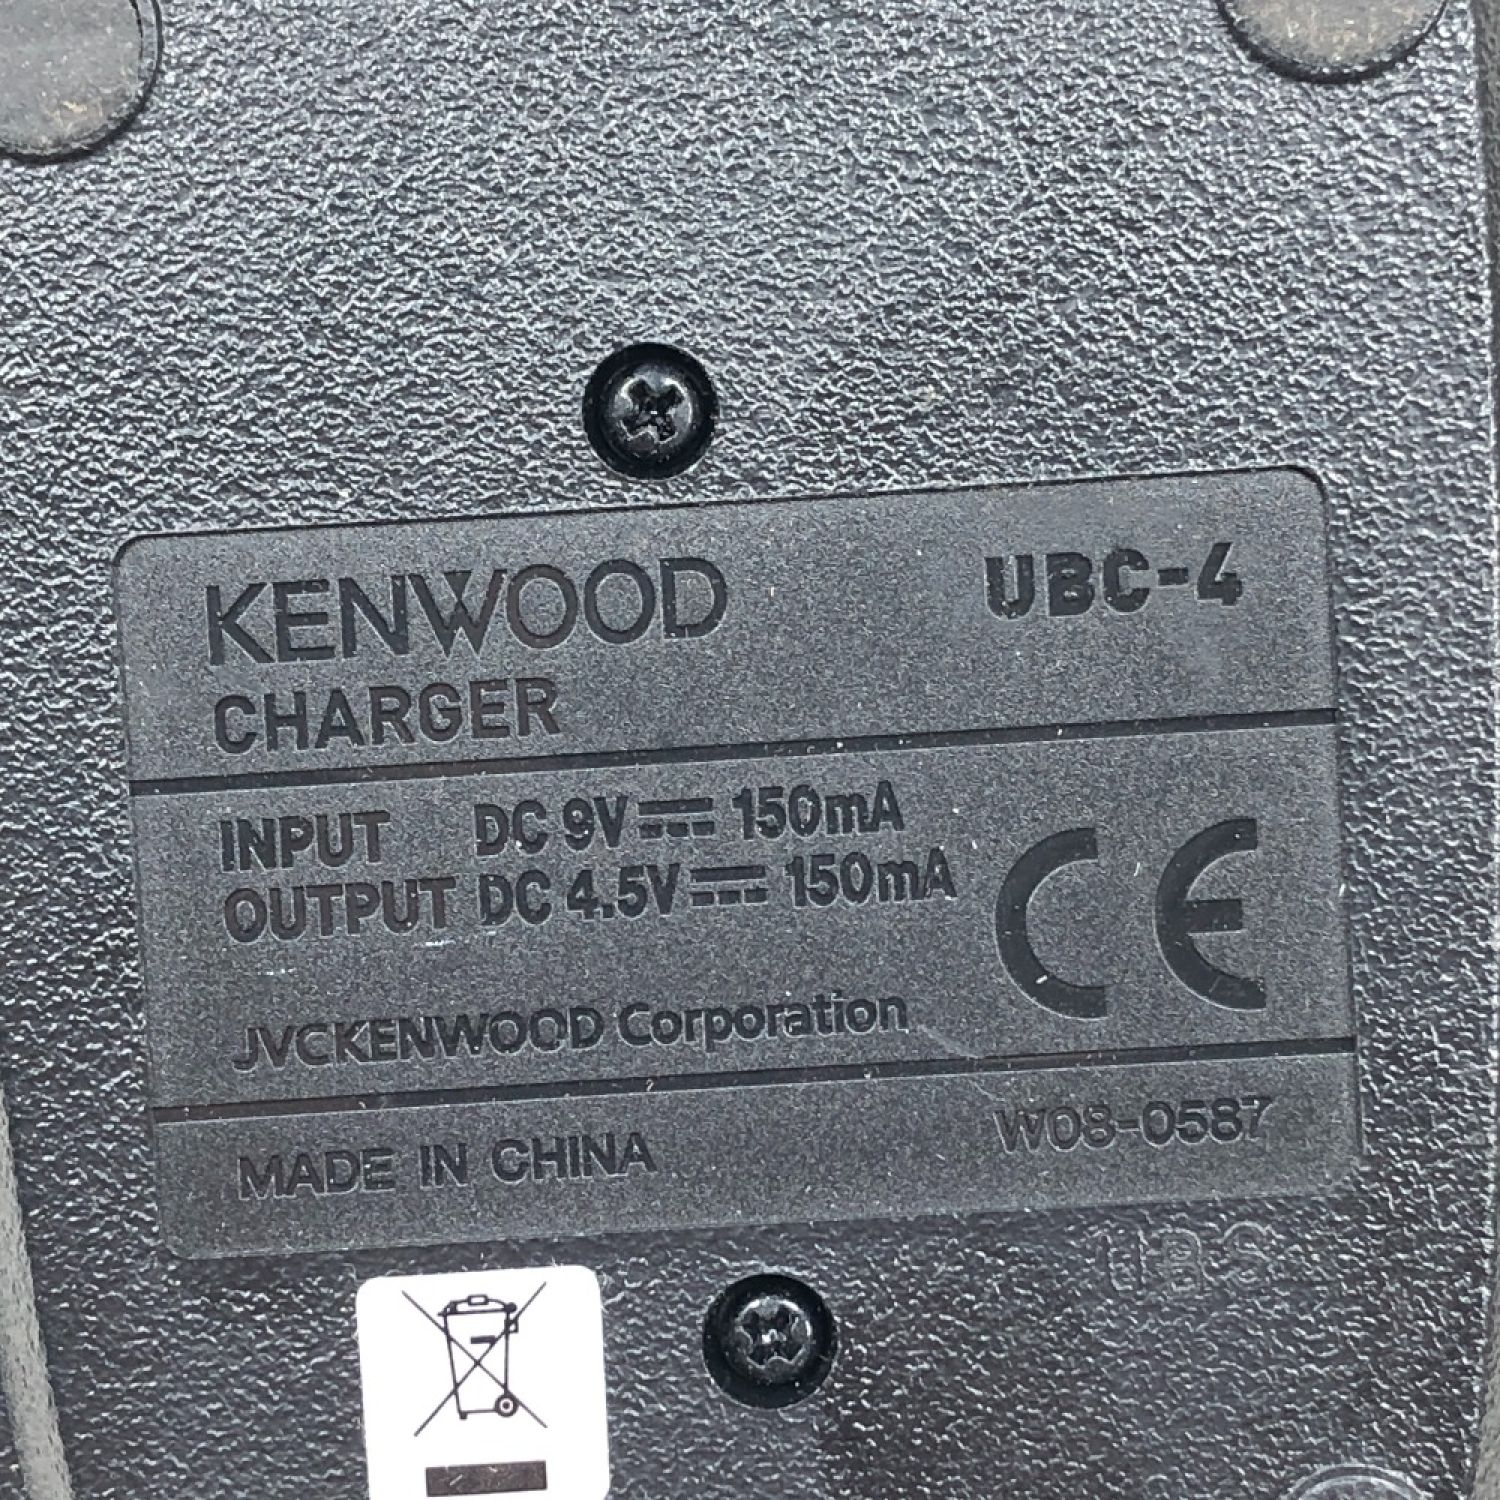 KENWOOD UBC-4
CHARGER
INPUT DC 9V⎓150mA
OUTPUT DC 4.5V⎓150mA
CE
JVCKENWOOD Corporation
MADE IN CHINA W08-0587